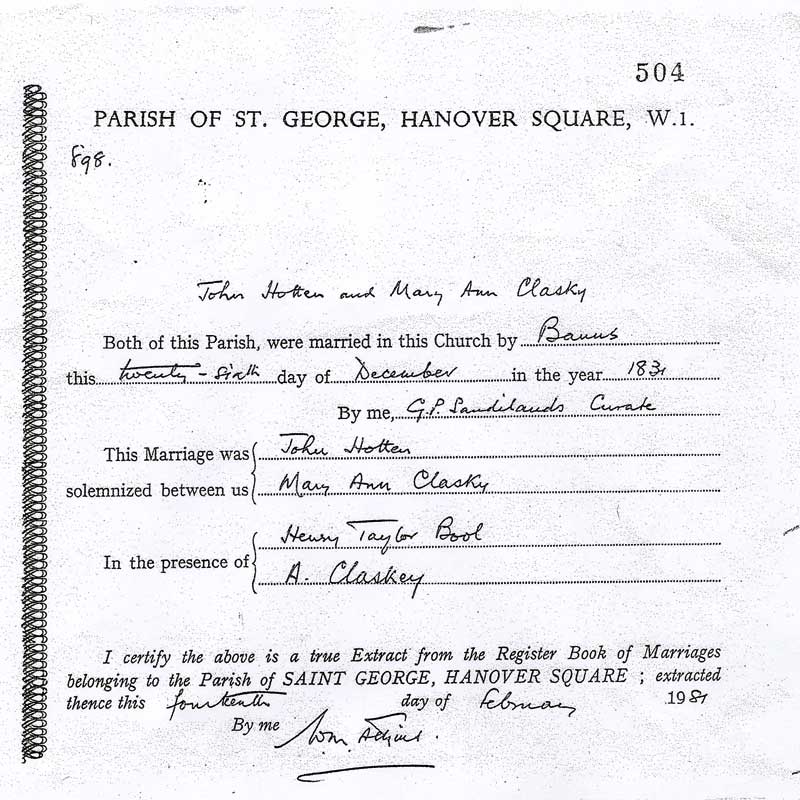 504
PARISH OF ST. GEORGE, HANOVER SQUARE, W.1.
898.
John Hotten and Mary Ann Clasky
Both of this Parish, were married in this Church by Banns
this twenty-sixth day of December in the year 1831
By me, G.P. Sandilands Curate
This Marriage was John Hotten
solemnized between us Mary Ann Clasky
Henry Taylor Bool
In the presence of
A. Claskey
I certify the above is a true Extract from the Register Book of Marriages
belonging to the Parish of SAINT GEORGE, HANOVER SQUARE ; extracted
thence this fourteenth day of February 1981
By me Wm. Atkins.